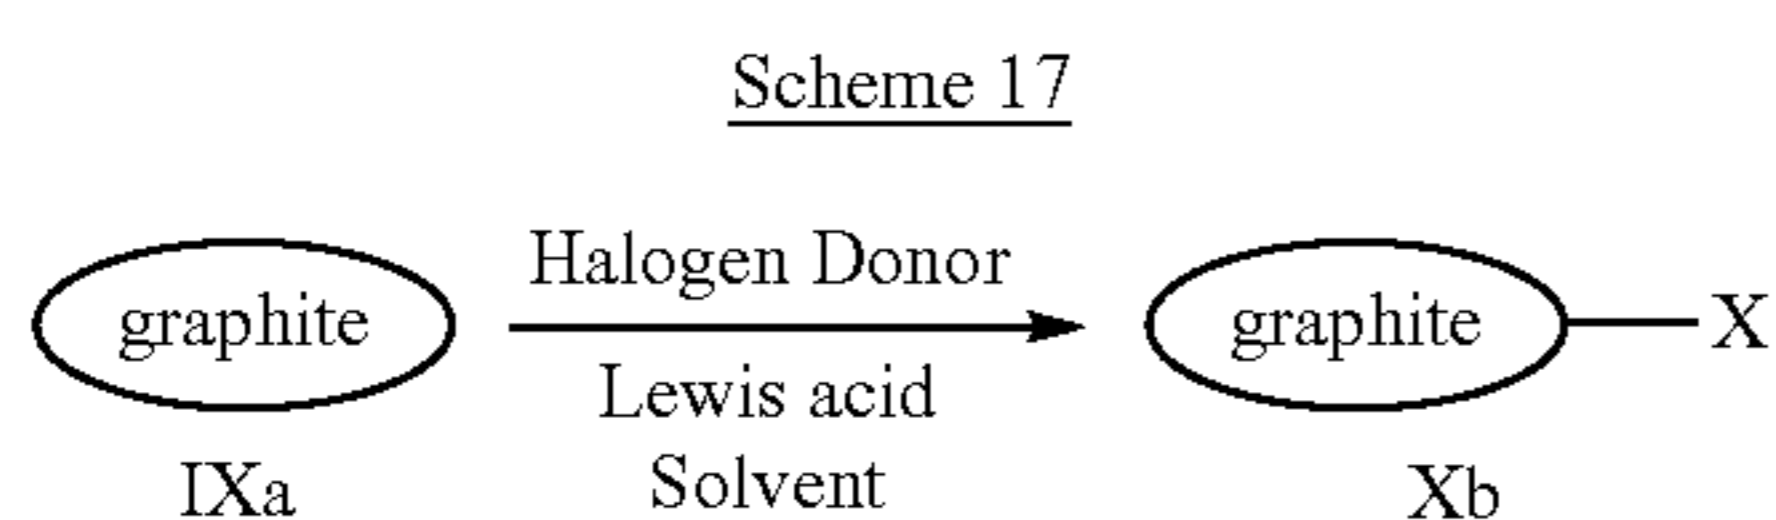 Scheme 17
Halogen Donor
graphite
graphite
X
Lewis acid
Solvent
IXa
Xb